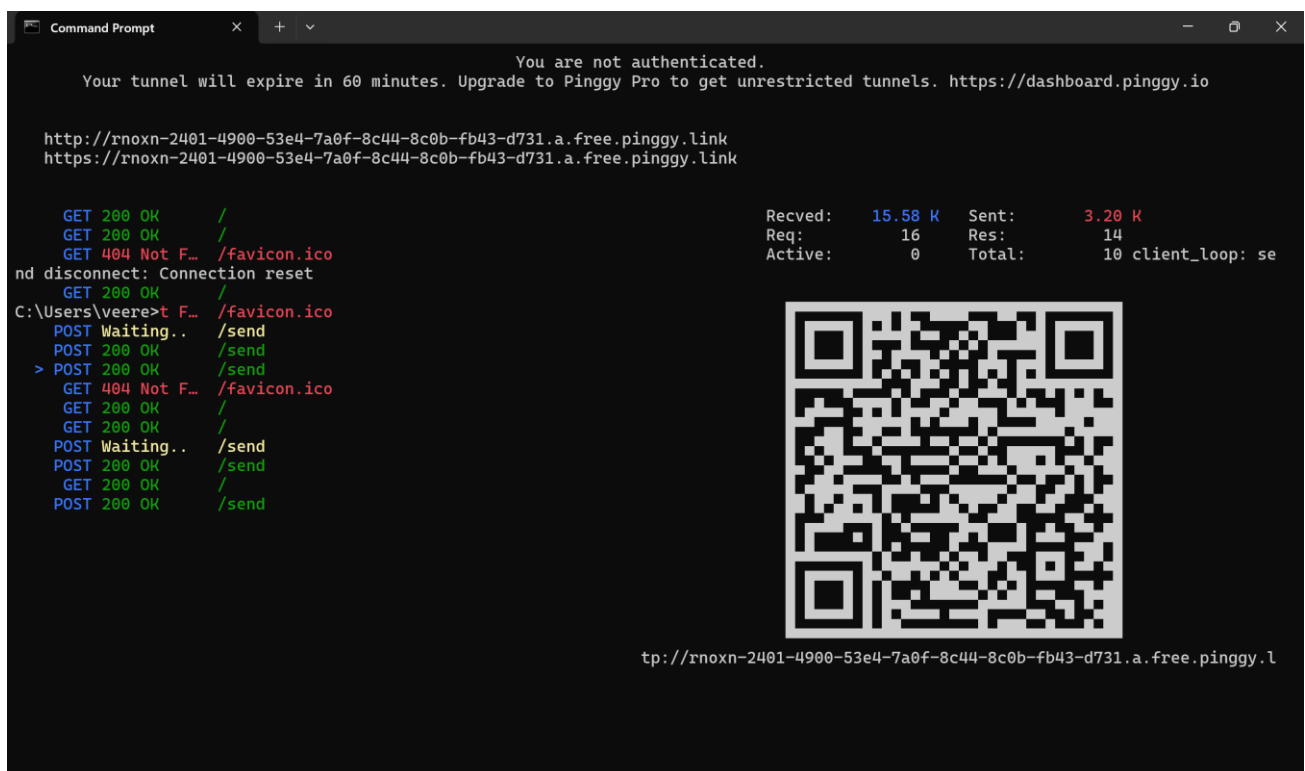 Command Prompt
You are not authenticated.
Your tunnel will expire in 60 minutes. Upgrade to Pinggy Pro to get unrestricted tunnels. https://dashboard.pinggy.io
http://rnoxn-2401-4900-53e4-7a0f-8c44-8c0b-fb43-d731.a.free.pinggy.link
https://rnoxn-2401-4900-53e4-7a0f-8c44-8c0b-fb43-d731.a.free.pinggy.link
GET 200 OK / Recved: 15.58 K Sent: 3.20 K
GET 200 OK / Req: 16 Res: 14
GET 404 Not F… /favicon.ico Active: 0 Total: 10 client_loop: se
nd disconnect: Connection reset
GET 200 OK /
C:\Users\veere>t F… /favicon.ico
POST Waiting.. /send
POST 200 OK /send
> POST 200 OK /send
GET 404 Not F… /favicon.ico
GET 200 OK /
GET 200 OK /
POST Waiting.. /send
POST 200 OK /send
GET 200 OK /
POST 200 OK /send
tp://rnoxn-2401-4900-53e4-7a0f-8c44-8c0b-fb43-d731.a.free.pinggy.l